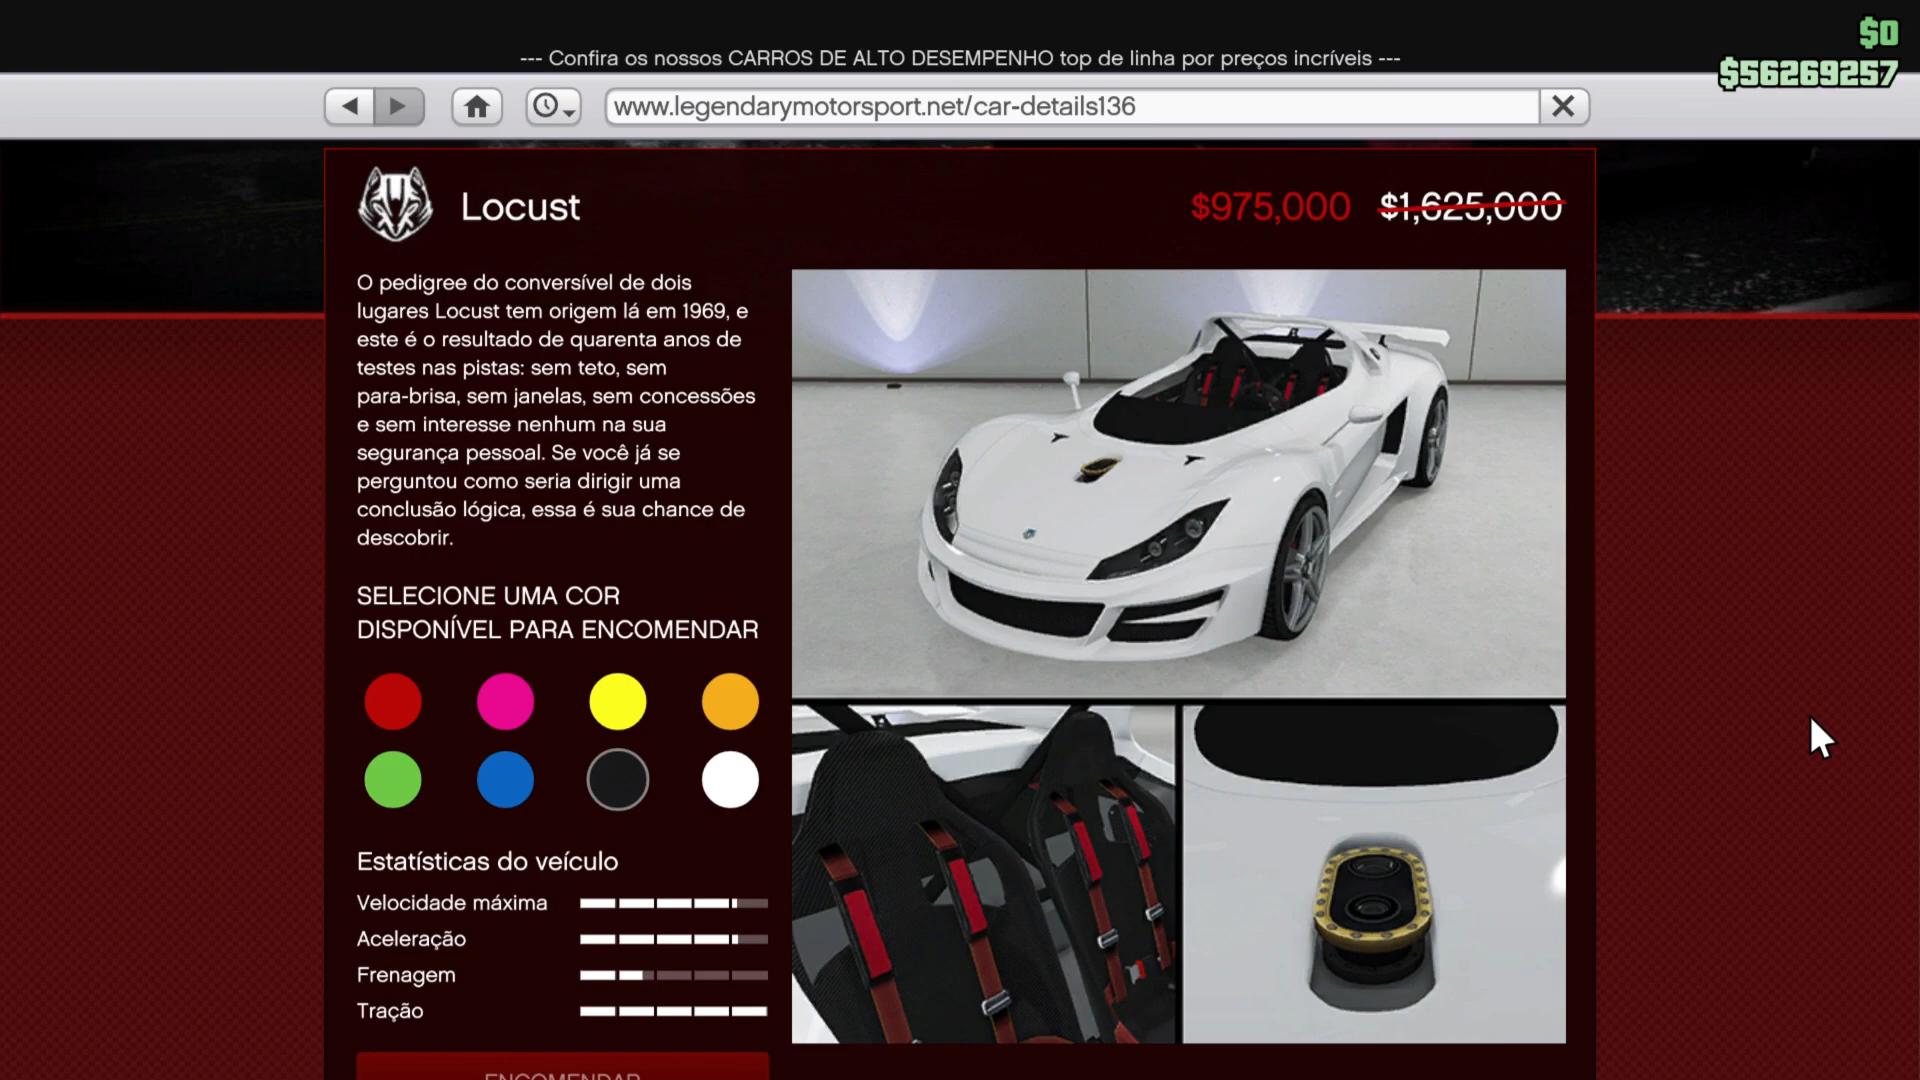 $0
--- Confira os nossos CARROS DE ALTO DESEMPENHO top de linha por preços incríveis ---
$56269257
www.legendarymotorsport.net/car-details136
Locust
$975,000 $1,625,000
O pedigree do conversível de dois
lugares Locust tem origem lá em 1969, e
este é o resultado de quarenta anos de
testes nas pistas: sem teto, sem
para-brisa, sem janelas, sem concessões
e sem interesse nenhum na sua
segurança pessoal. Se você já se
perguntou como seria dirigir uma
conclusão lógica, essa é sua chance de
descobrir.
SELECIONE UMA COR
DISPONÍVEL PARA ENCOMENDAR
Estatísticas do veículo
Velocidade máxima
Aceleração
Frenagem
Tração
ENCOMENDAR